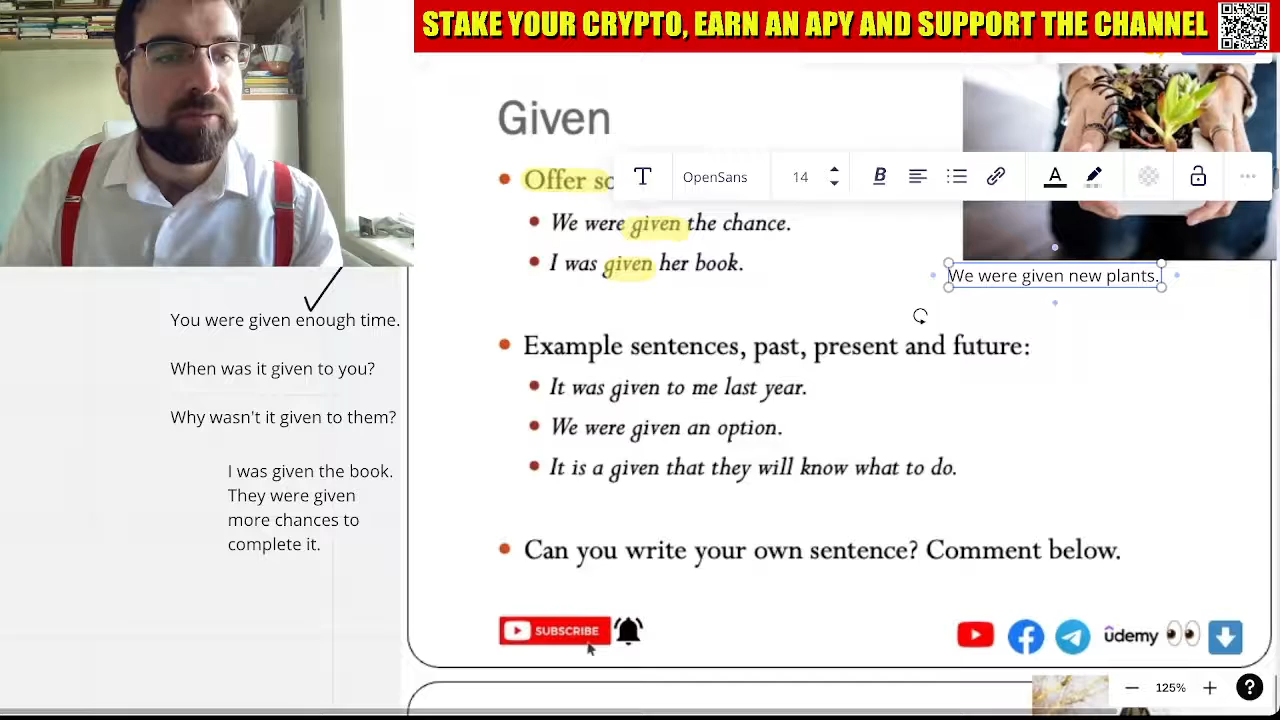 STAKE YOUR CRYPTO, EARN AN APY AND SUPPORT THE CHANNEL
Given
Offer
OpenSans
14
We were given the chance.
I was given her book.
We were given new plants.
You were given enough time.
When was it given to you?
Why wasn't it given to them?
I was given the book.
They were given
more chances to
complete it.
Example sentences, past, present and future:
It was given to me last year.
We were given an option.
It is a given that they will know what to do.
Can you write your own sentence? Comment below.
SUBSCRIBE
ûdemy
125%